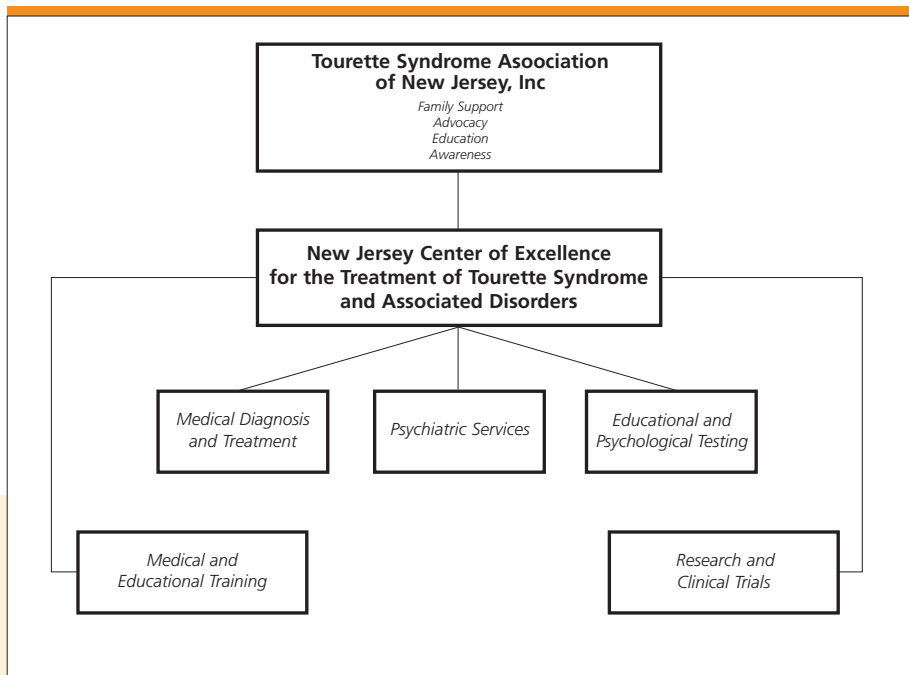 Tourette Syndrome Asoociation
of New Jersey, Inc
Family Support
Advocacy
Education
Awareness
New Jersey Center of Excellence
for the Treatment of Tourette Syndrome
and Associated Disorders
Medical Diagnosis
and Treatment
Psychiatric Services
Educational and
Psychological Testing
Medical and
Educational Training
Research and
Clinical Trials